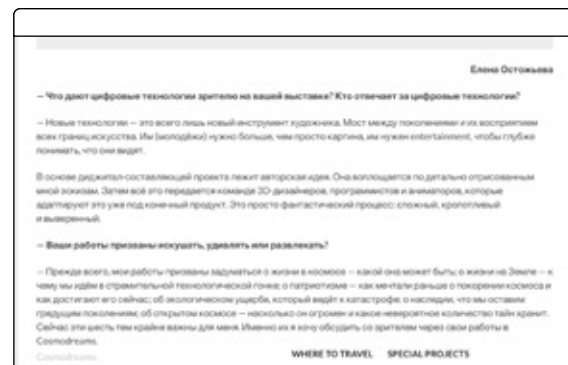 Елена Остожьева
— Что дают цифровые технологии зрителю на вашей выставке? Кто отвечает за цифровые технологии?
— Новые технологии — это всего лишь новый инструмент художника. Мост между поколениями и их восприятием
всех границ искусства. Им (молодёжи) нужно больше, чем просто картина, им нужен entertainment, чтобы глубже
понимать, что они видят.
В основе диджитал-составляющей проекта лежит авторская идея. Она воплощается по детально отрисованным
мной эскизам. Затем всё это передается команде 3D-дизайнеров, программистов и аниматоров, которые
адаптируют это уже под конечный продукт. Это просто фантастический процесс: сложный, кропотливый
и выверенный.
— Ваши работы призваны искушать, удивлять или развлекать?
— Прежде всего, мои работы призваны задуматься о жизни в космосе — какой она может быть; о жизни на Земле — к
чему мы идём в стремительной технологической гонке; о патриотизме — как мечтали раньше о покорении космоса и
как достигают его сейчас; об экологическом ущербе, который ведёт к катастрофе; о наследии, что мы оставим
грядущим поколениям; об открытом космосе — насколько он огромен и какое невероятное количество тайн хранит.
Сейчас эти шесть тем крайне важны для меня. Именно их я хочу обсудить со зрителем через свои работы в
Cosmodreams.
WHERE TO TRAVEL SPECIAL PROJECTS
Cosmodreams.